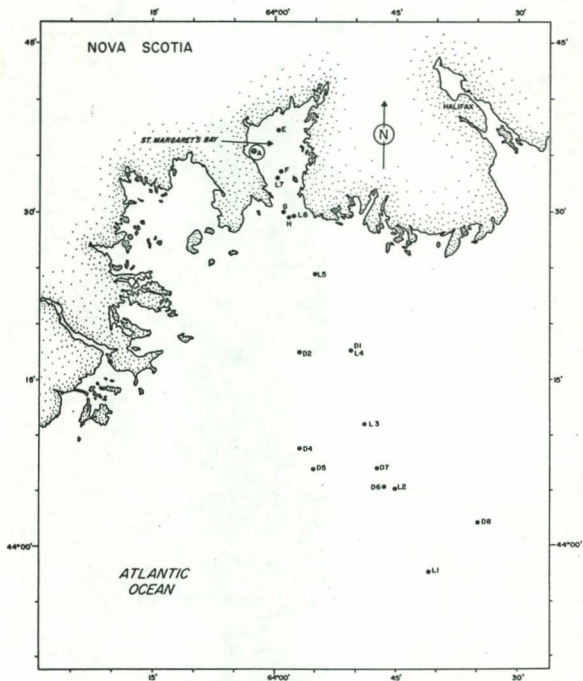 15'
64°00
45'
30'
45'
45'
NOVA SCOTIA
HALIFAX
E
ST. MARGARET'S BAY
A
N
F
L7
G
L6
H
30'
30'
L5
D1
D2
L4
15'
15'
L3
D4
D5
D7
D6
L2
D8
44°00'
44°00'
L1
ATLANTIC
OCEAN
15'
64°00
45'
30'